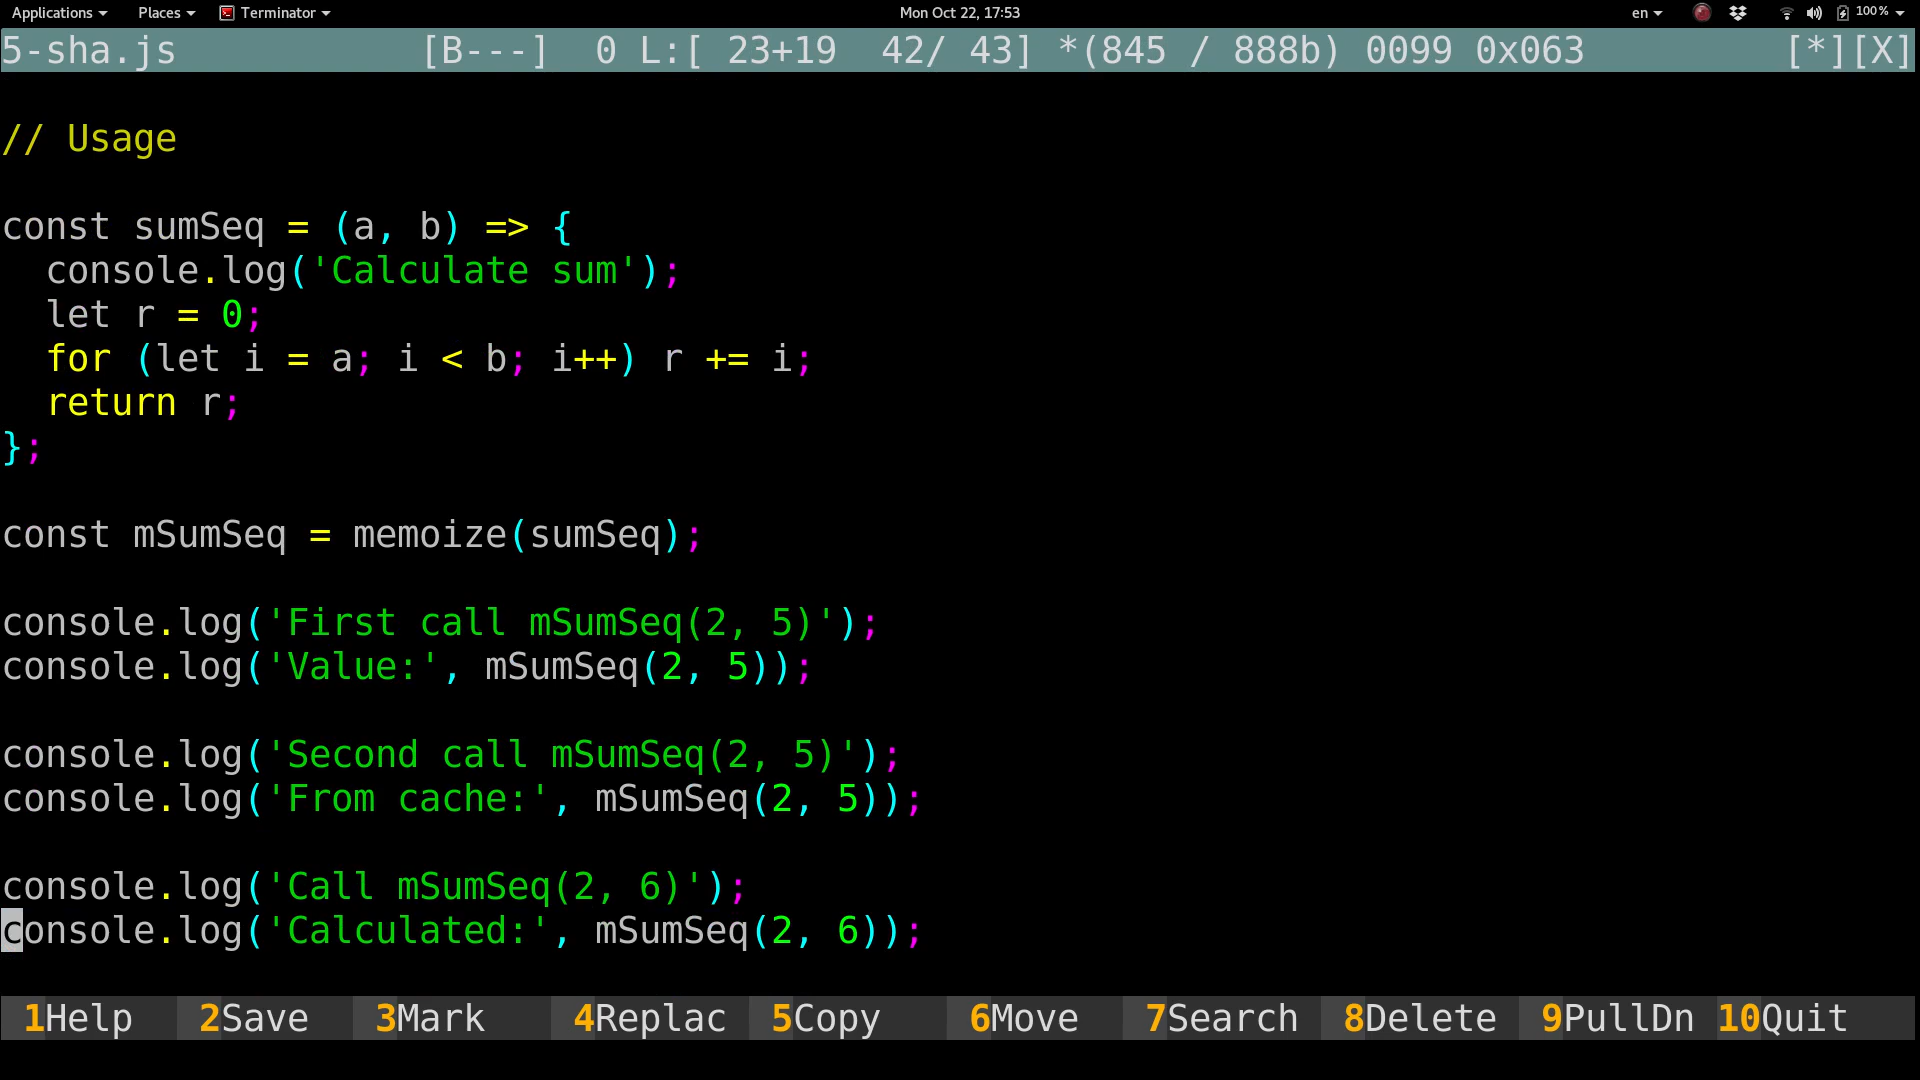 Applications Places Terminator Mon Oct 22, 17:53 en 100%
5-sha.js [B---] 0 L:[ 23+19 42/ 43] *(845 / 888b) 0099 0x063 [*][X]
// Usage
const sumSeq = (a, b) => {
  console.log('Calculate sum');
  let r = 0;
  for (let i = a; i < b; i++) r += i;
  return r;
};
const mSumSeq = memoize(sumSeq);
console.log('First call mSumSeq(2, 5)');
console.log('Value:', mSumSeq(2, 5));
console.log('Second call mSumSeq(2, 5)');
console.log('From cache:', mSumSeq(2, 5));
console.log('Call mSumSeq(2, 6)');
console.log('Calculated:', mSumSeq(2, 6));
1Help 2Save 3Mark 4Replac 5Copy 6Move 7Search 8Delete 9PullDn 10Quit